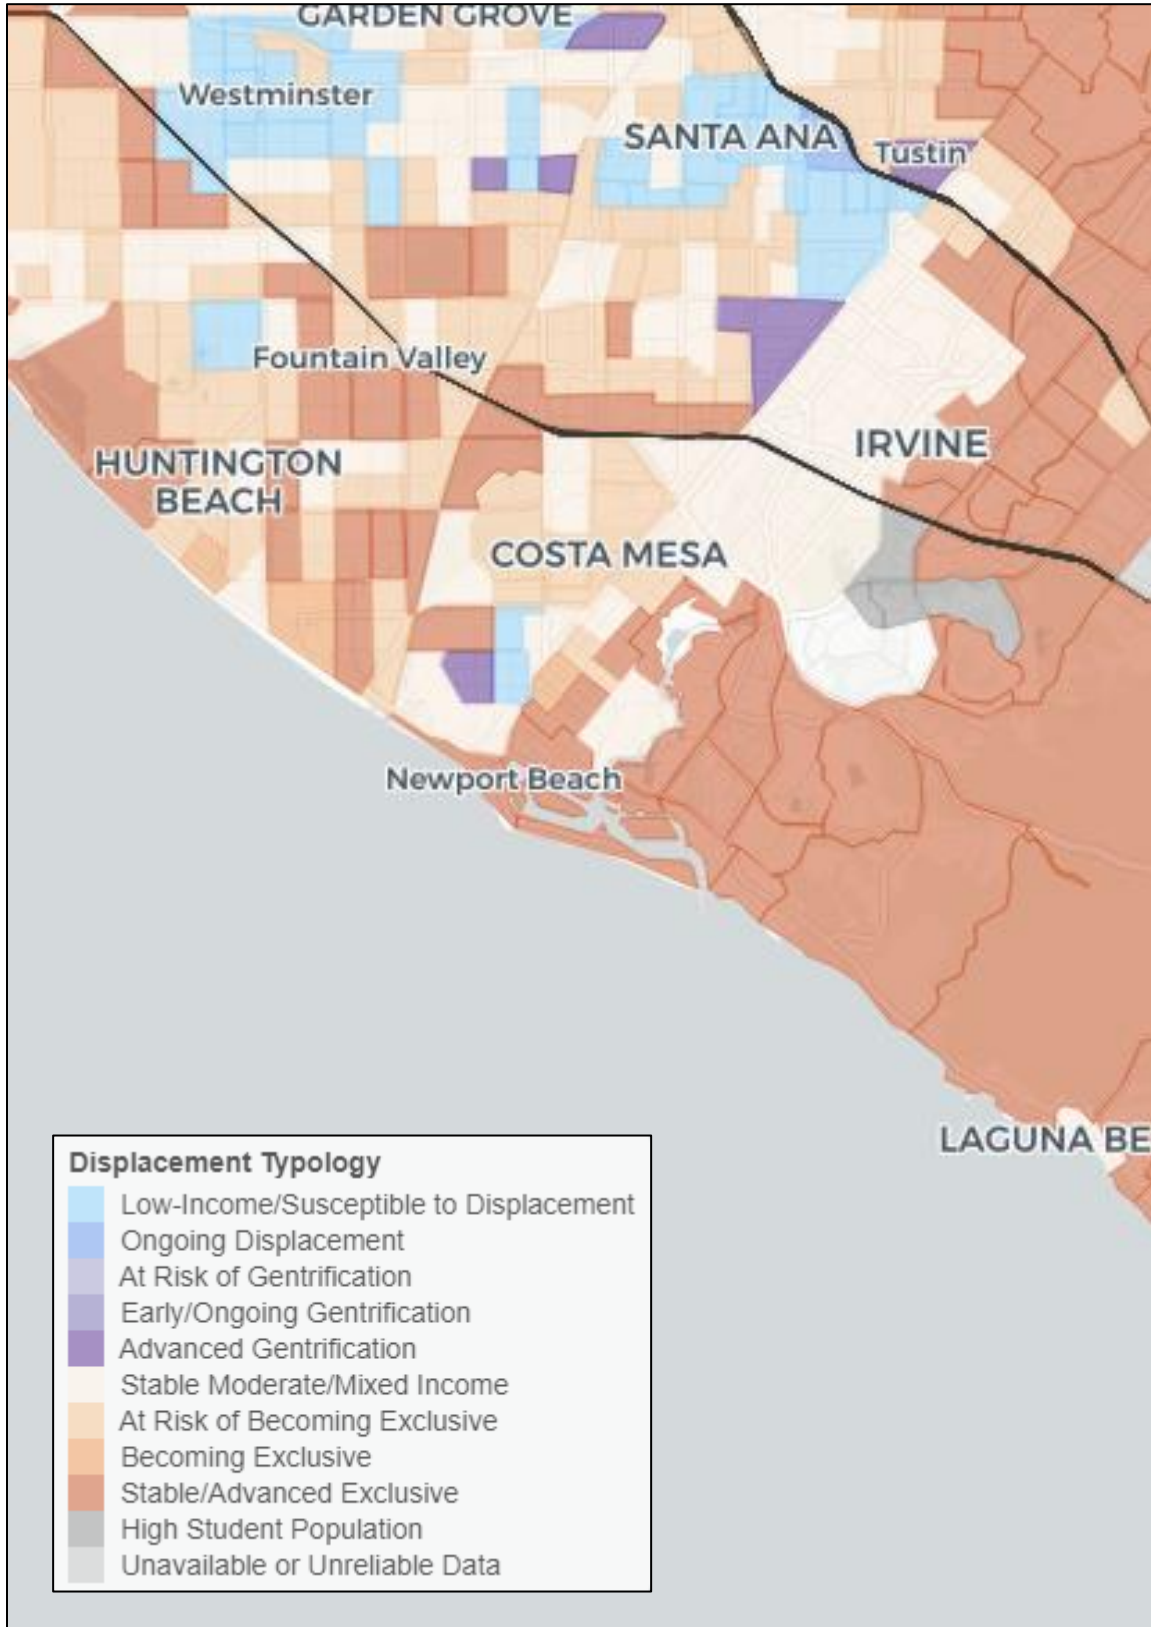 GARDEN GROVE
Westminster
SANTA ANA
Tustin
Fountain Valley
IRVINE
HUNTINGTON
BEACH
COSTA MESA
Newport Beach
LAGUNA BE
Displacement Typology
Low-Income/Susceptible to Displacement
Ongoing Displacement
At Risk of Gentrification
Early/Ongoing Gentrification
Advanced Gentrification
Stable Moderate/Mixed Income
At Risk of Becoming Exclusive
Becoming Exclusive
Stable/Advanced Exclusive
High Student Population
Unavailable or Unreliable Data